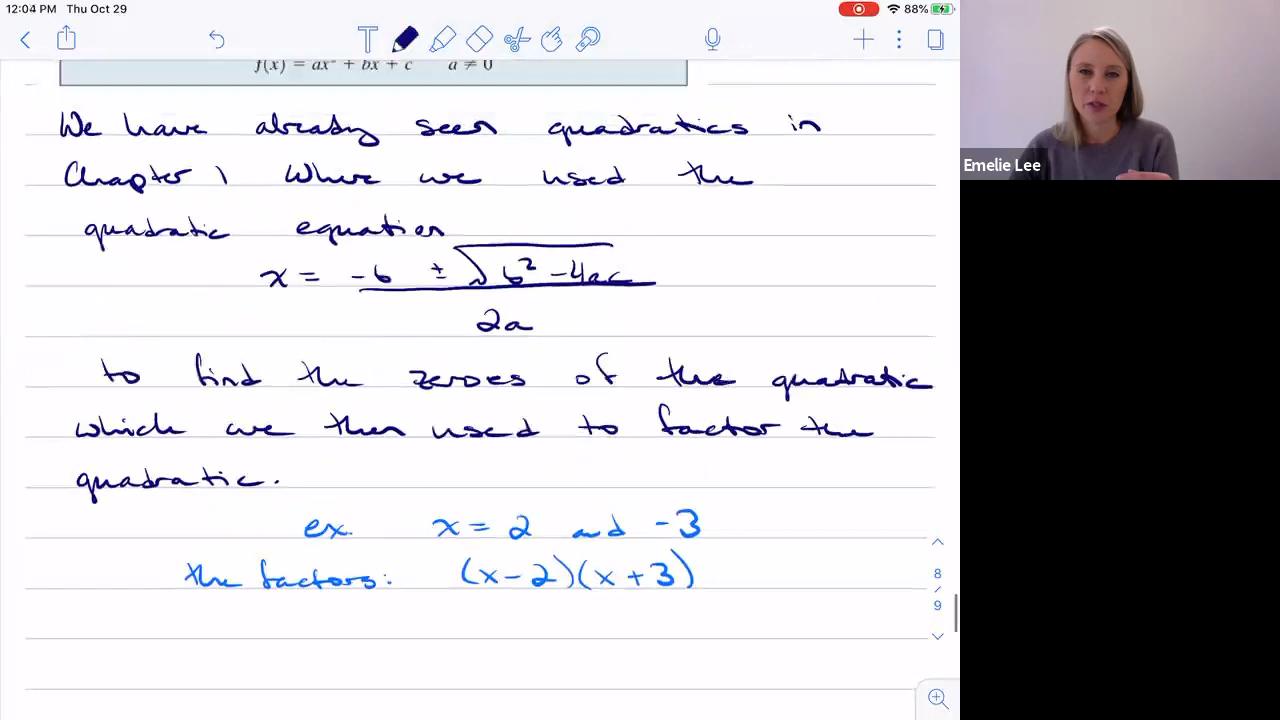 12:04 PM Thu Oct 29
88%
f(x) = ax² + bx + c a ≠ 0
We have already seen quadratics in
Chapter 1 where we used the
quadratic equation
x = -b ± √b² - 4ac
2a
to find the zeroes of the quadratic
which we then used to factor the
quadratic.
ex. x = 2 and -3
the factors: (x - 2)(x + 3)
8
/
9
T
Emelie Lee